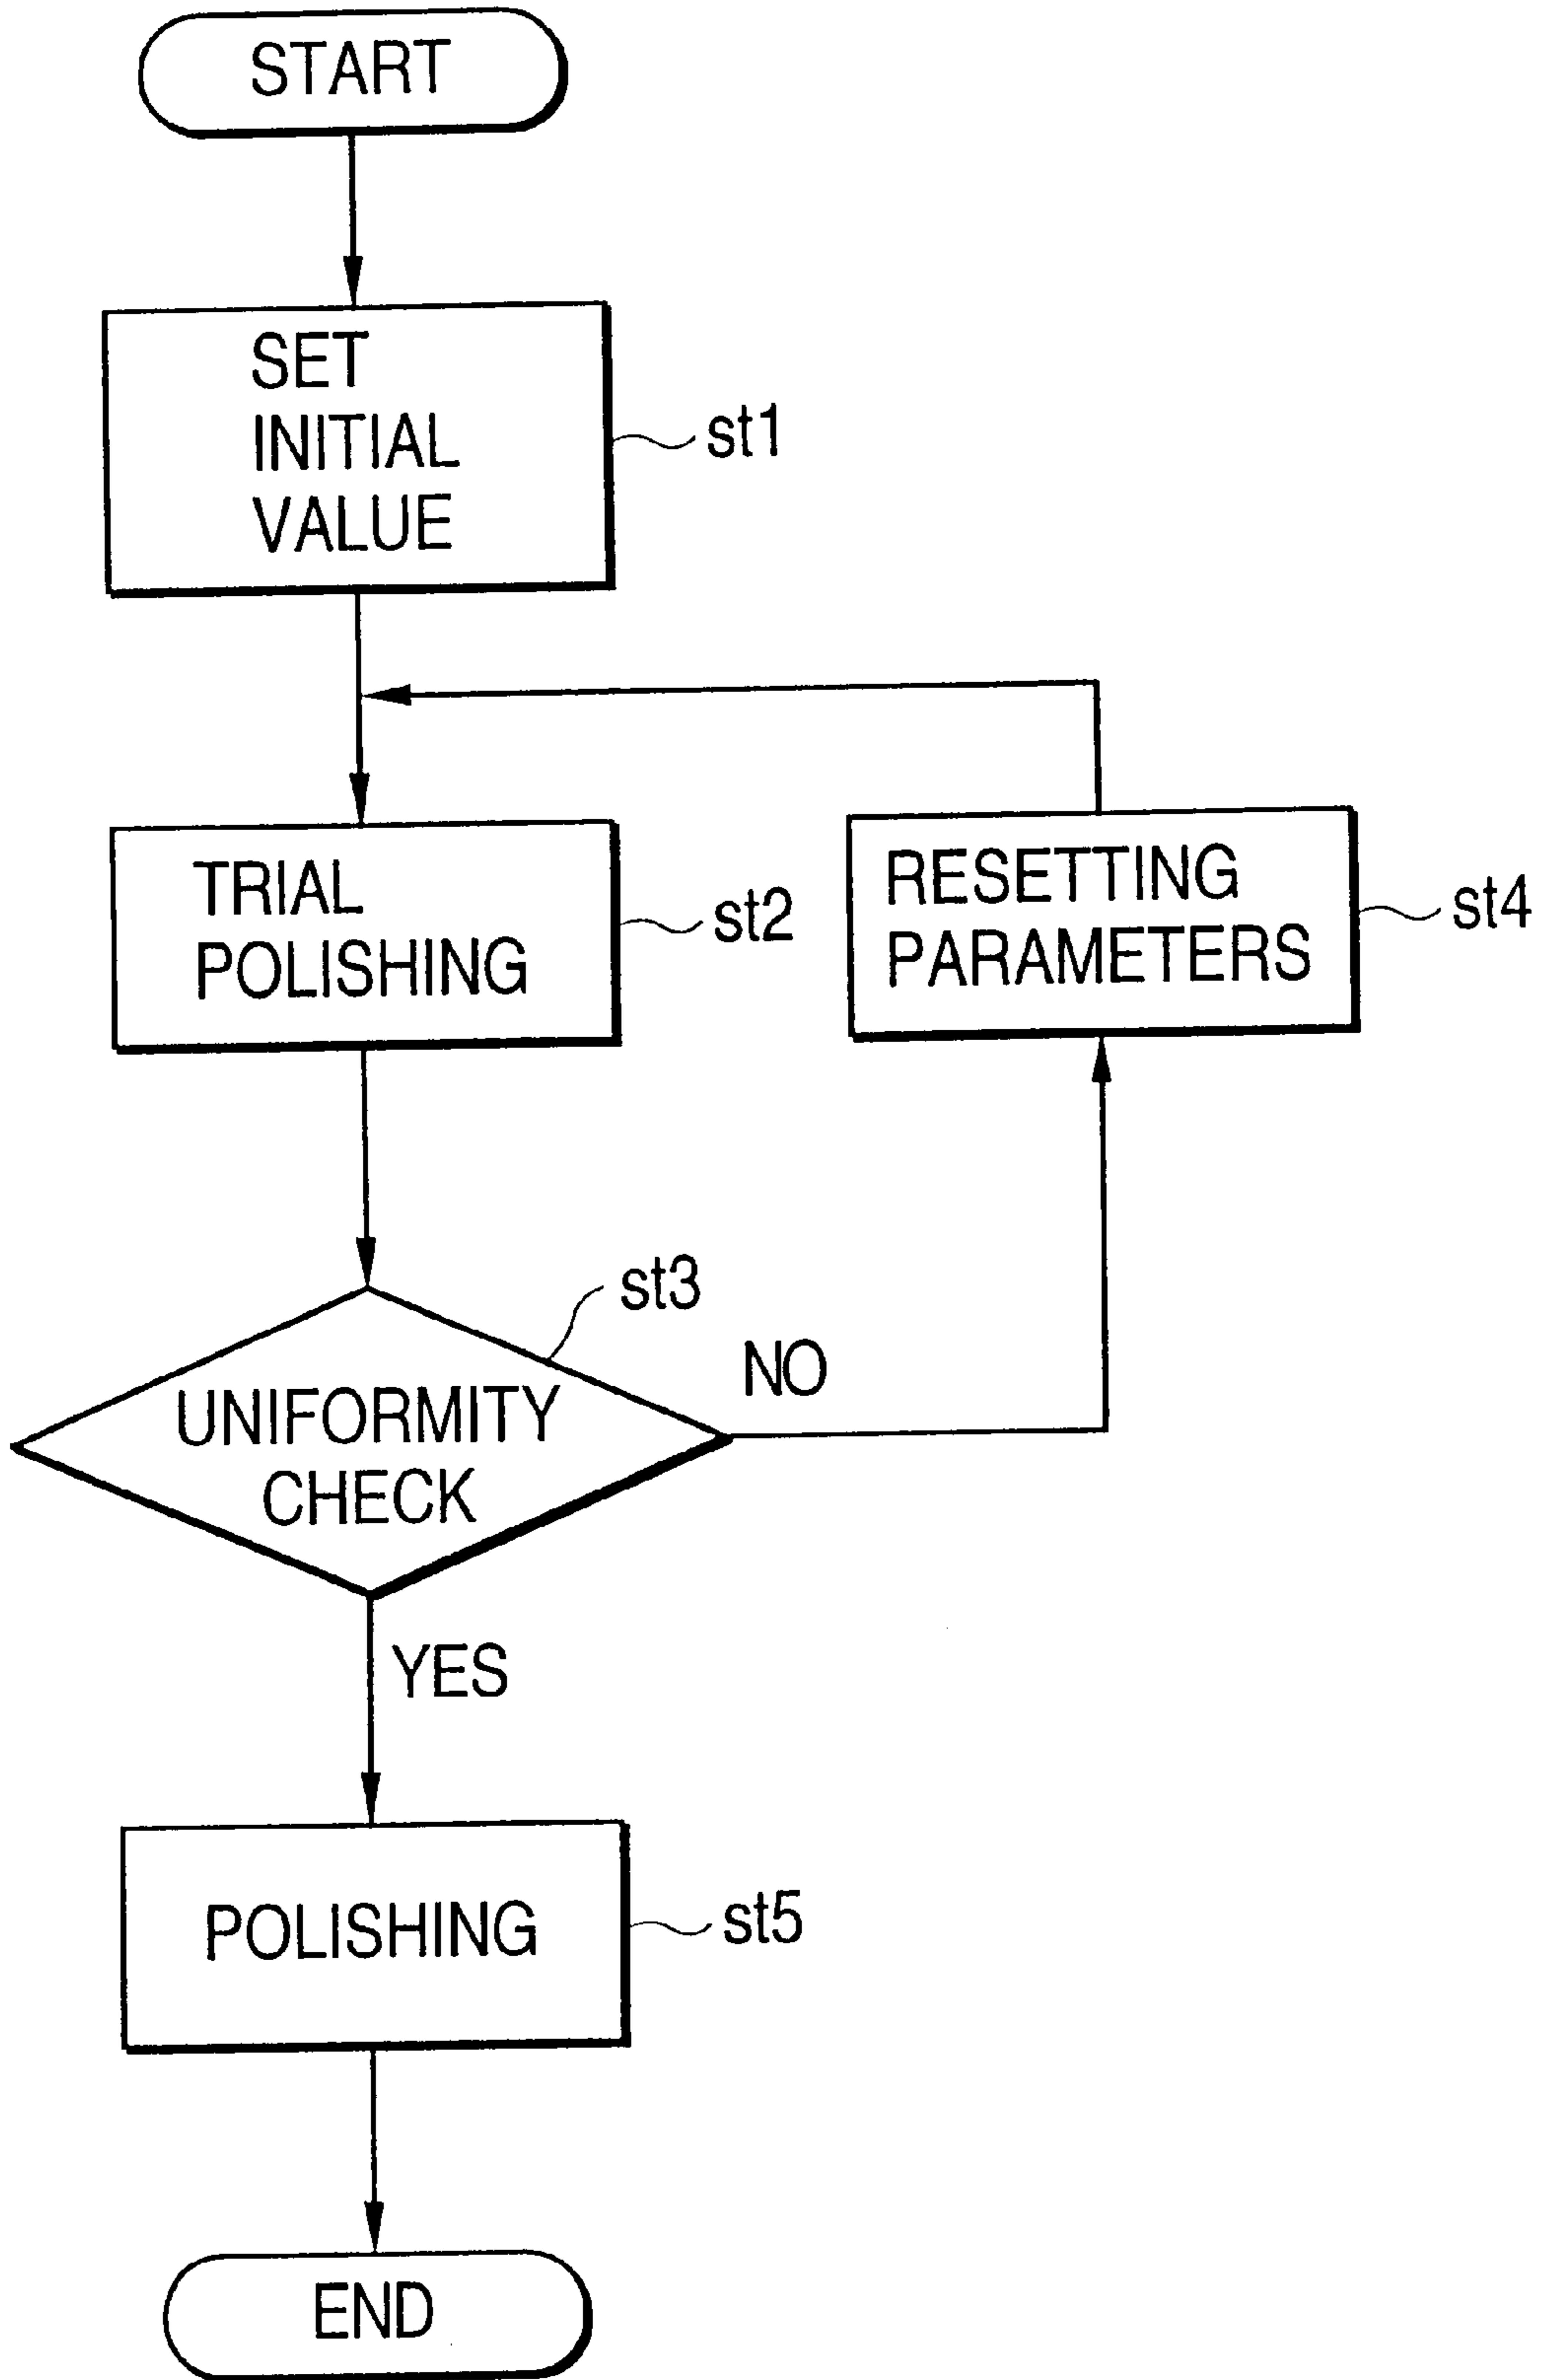 START
SET
INITIAL
VALUE
st1
TRIAL
POLISHING
st2
RESETTING
PARAMETERS
st4
st3
UNIFORMITY
CHECK
NO
YES
POLISHING
st5
END